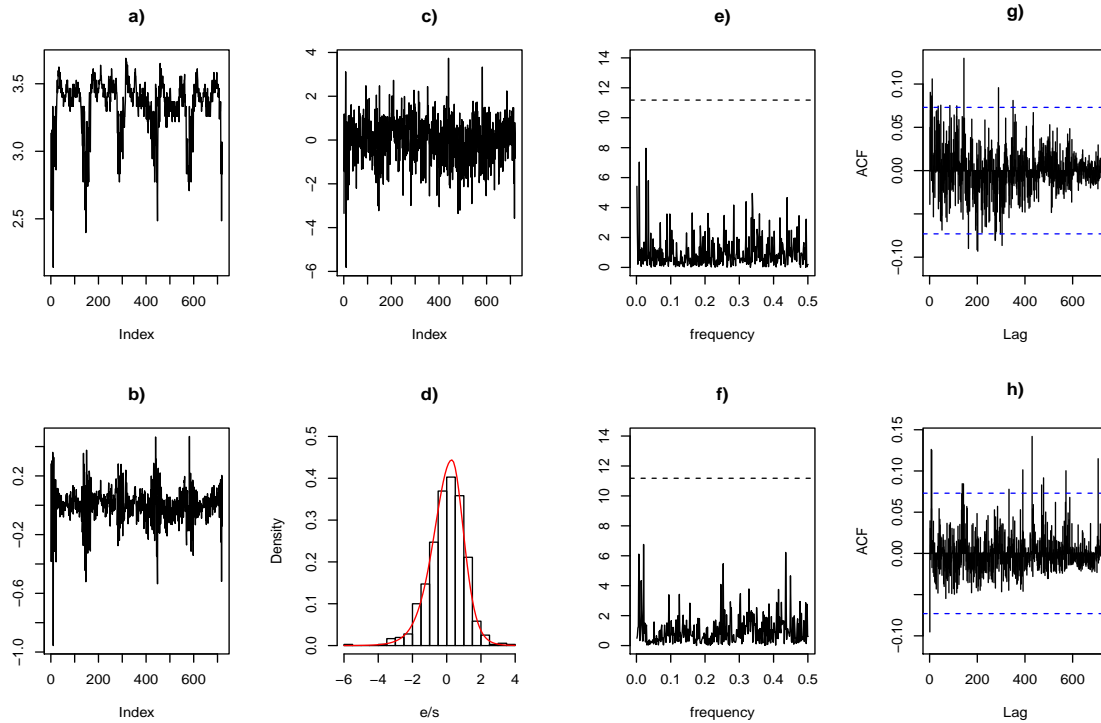 a)
3.5
3.0
2.5
0 200 400 600
Index
c)
4
2
0
−2
−4
−6
0 200 400 600
Index
e)
14
12
10
8
6
4
2
0
0.0 0.1 0.2 0.3 0.4 0.5
frequency
g)
ACF
0.10
0.05
0.00
−0.10
0 200 400 600
Lag
b)
0.2
−0.2
−0.6
−1.0
0 200 400 600
Index
d)
Density
0.5
0.4
0.3
0.2
0.1
0.0
−6 −4 −2 0 2 4
e/s
f)
14
12
10
8
6
4
2
0
0.0 0.1 0.2 0.3 0.4 0.5
frequency
h)
ACF
0.15
0.10
0.05
0.00
−0.10
0 200 400 600
Lag